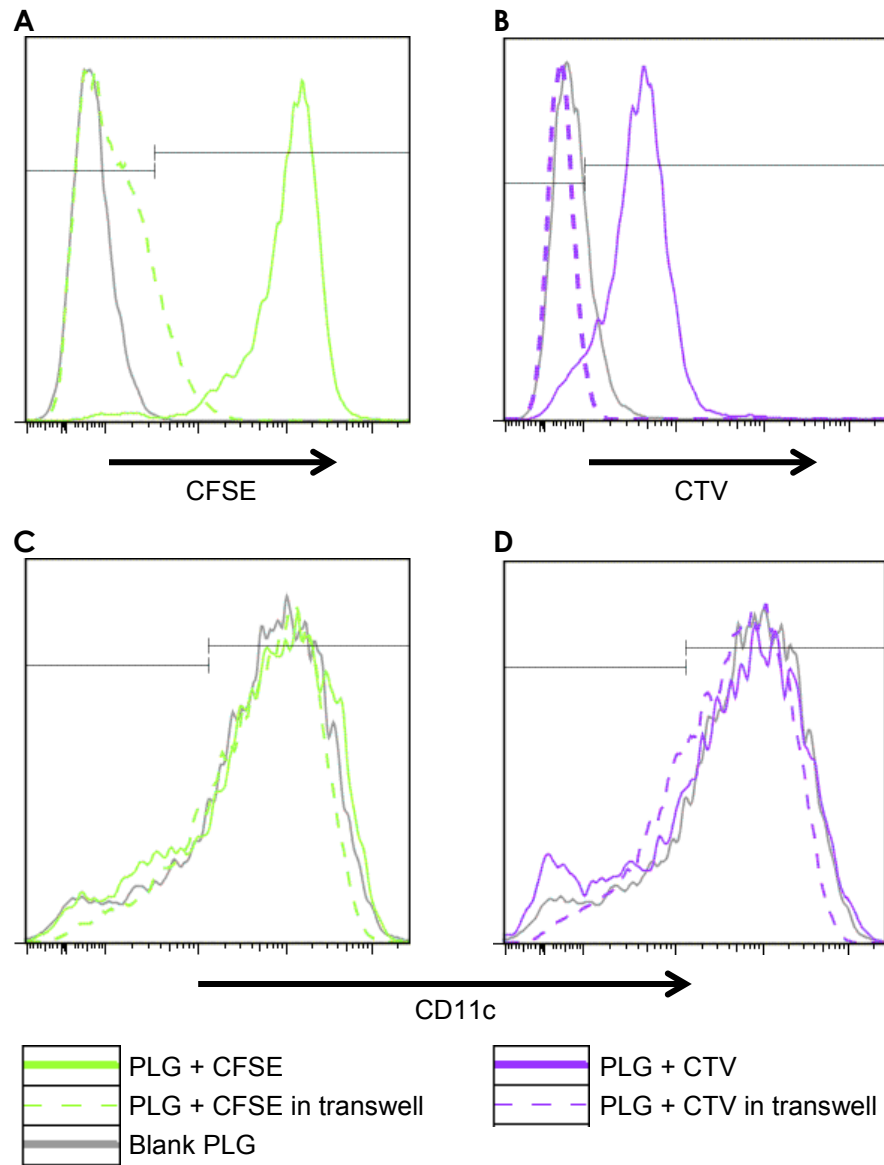 A
B
CFSE
CTV
C
D
CD11c
PLG + CFSE
PLG + CFSE in transwell
Blank PLG
PLG + CTV
PLG + CTV in transwell